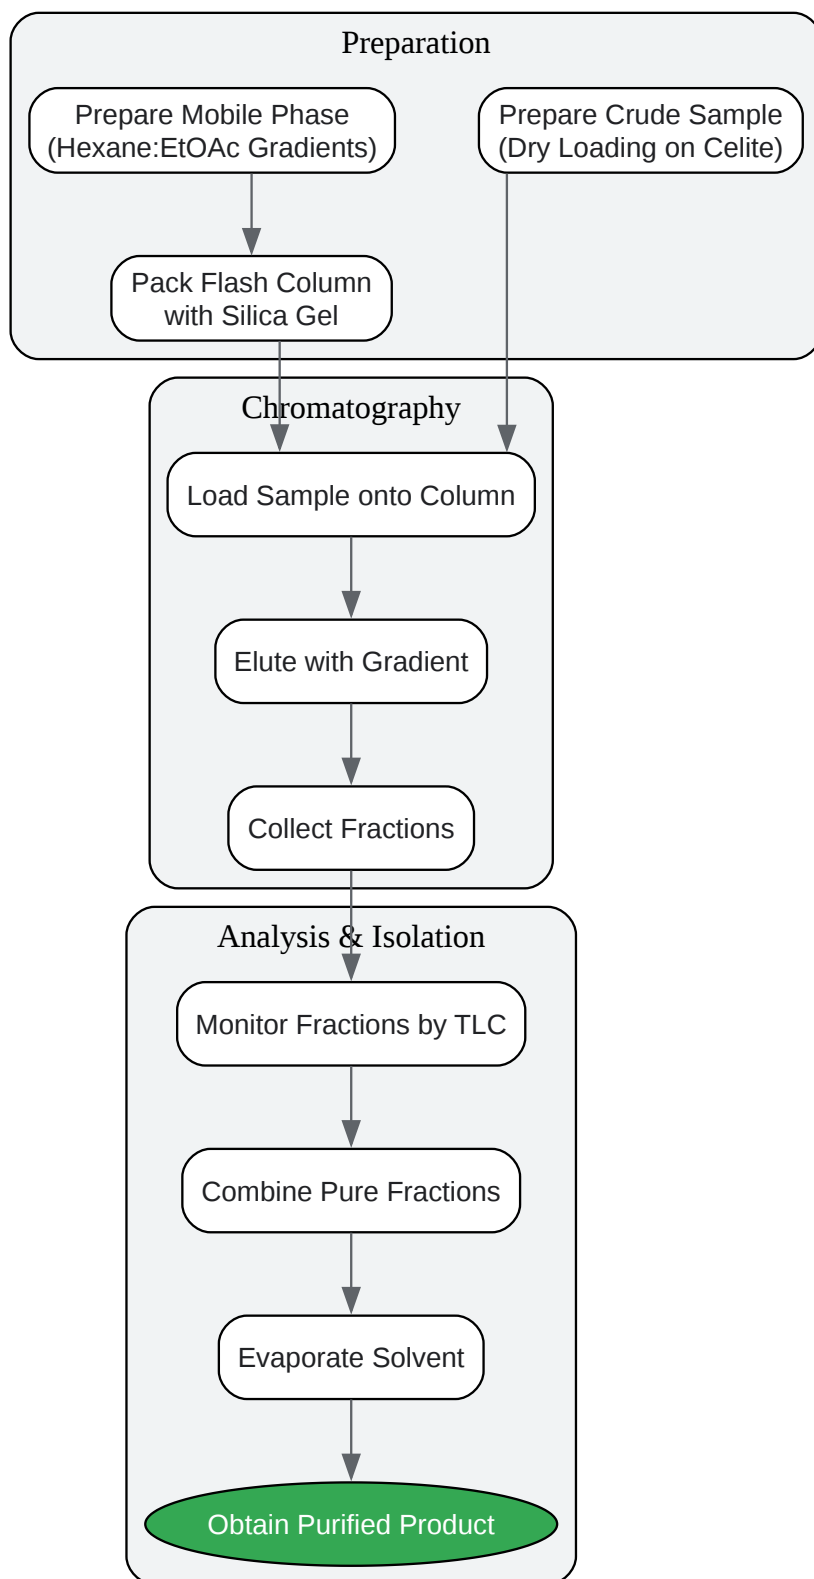 Preparation
Prepare Mobile Phase
(Hexane:EtOAc Gradients)
Prepare Crude Sample
(Dry Loading on Celite)
Pack Flash Column
with Silica Gel
Chromatography
Load Sample onto Column
Elute with Gradient
Collect Fractions
Analysis & Isolation
Monitor Fractions by TLC
Combine Pure Fractions
Evaporate Solvent
Obtain Purified Product